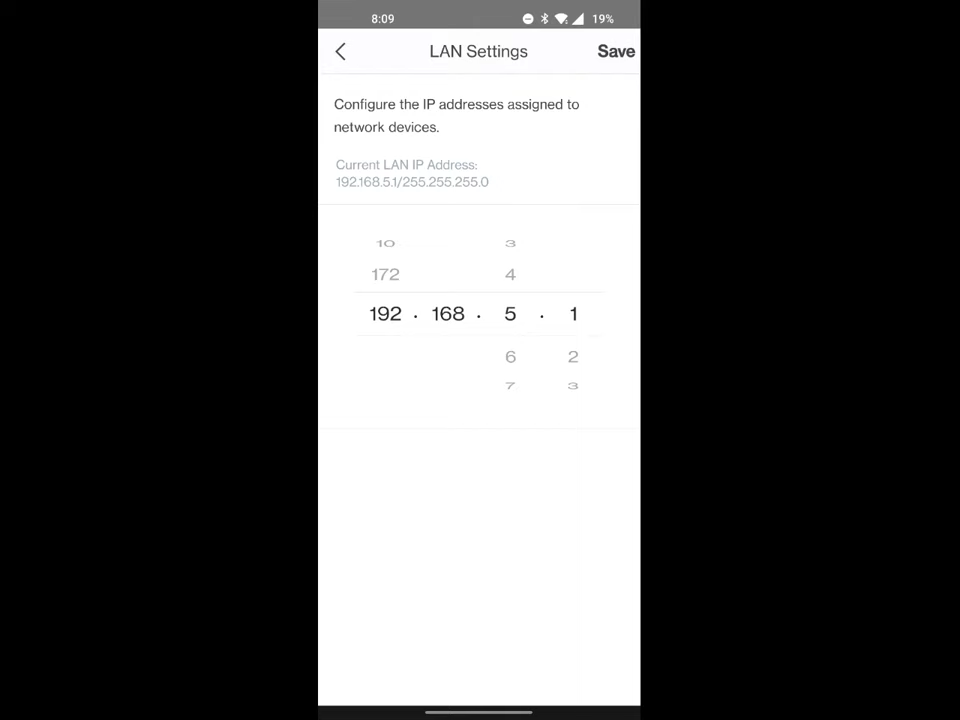 8:09 19%
LAN Settings Save
Configure the IP addresses assigned to
network devices.
Current LAN IP Address:
192.168.5.1/255.255.255.0
10 3
172 4
192 . 168 . 5 . 1
6 2
7 3